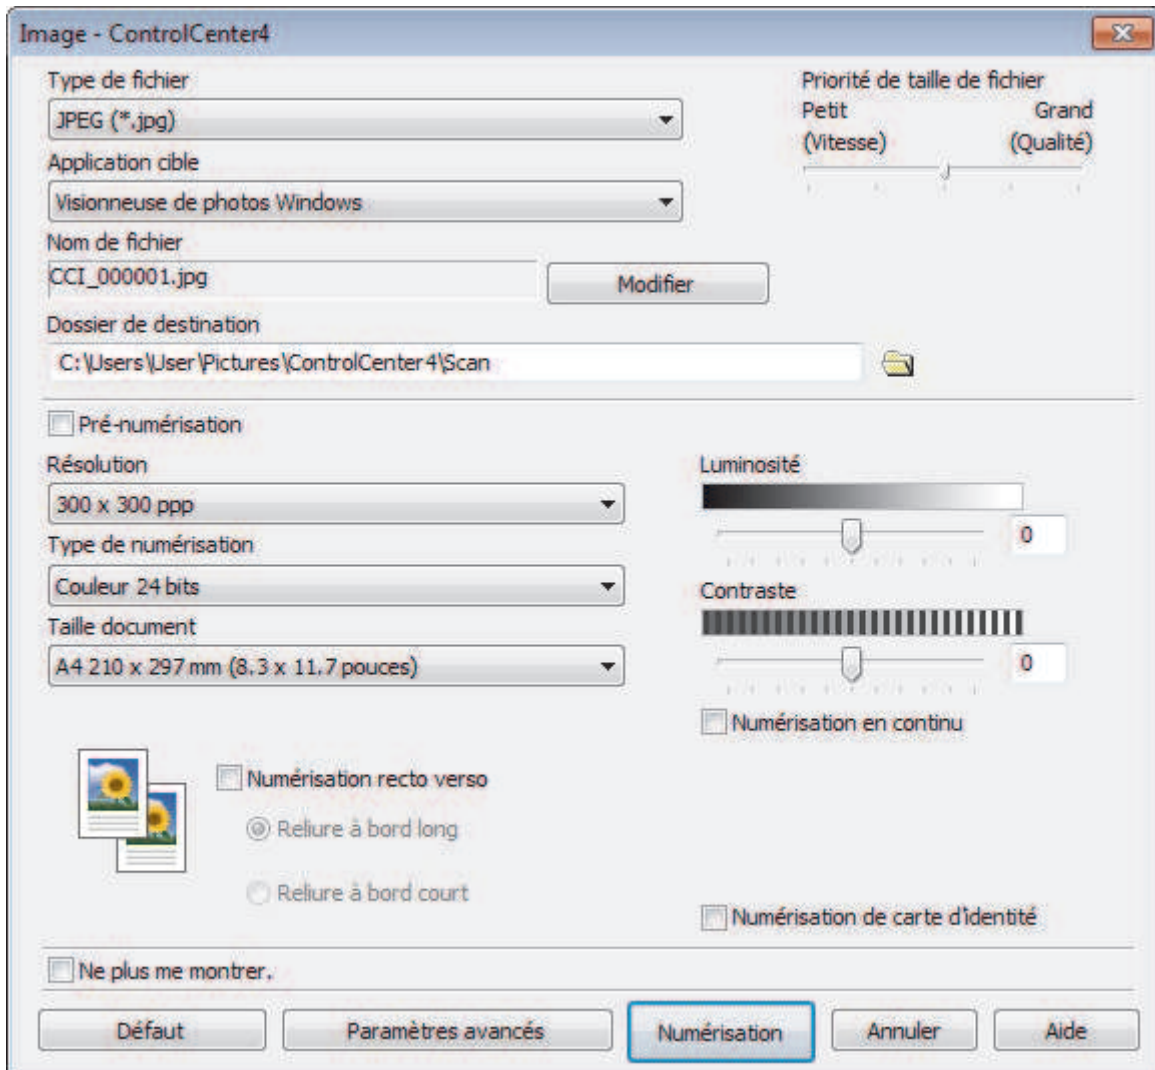 Image - ControlCenter4
Type de fichier
JPEG (*.jpg)
Priorité de taille de fichier
Petit Grand
(Vitesse) (Qualité)
Application cible
Visionneuse de photos Windows
Nom de fichier
CCI_000001.jpg
Modifier
Dossier de destination
C:\Users\User\Pictures\ControlCenter4\Scan
Pré-numérisation
Résolution
300 x 300 ppp
Type de numérisation
Couleur 24 bits
Taille document
A4 210 x 297 mm (8.3 x 11.7 pouces)
Luminosité
0
Contraste
0
Numérisation en continu
Numérisation recto verso
Reliure à bord long
Reliure à bord court
Numérisation de carte d'identité
Ne plus me montrer.
Défaut Paramètres avancés Numérisation Annuler Aide